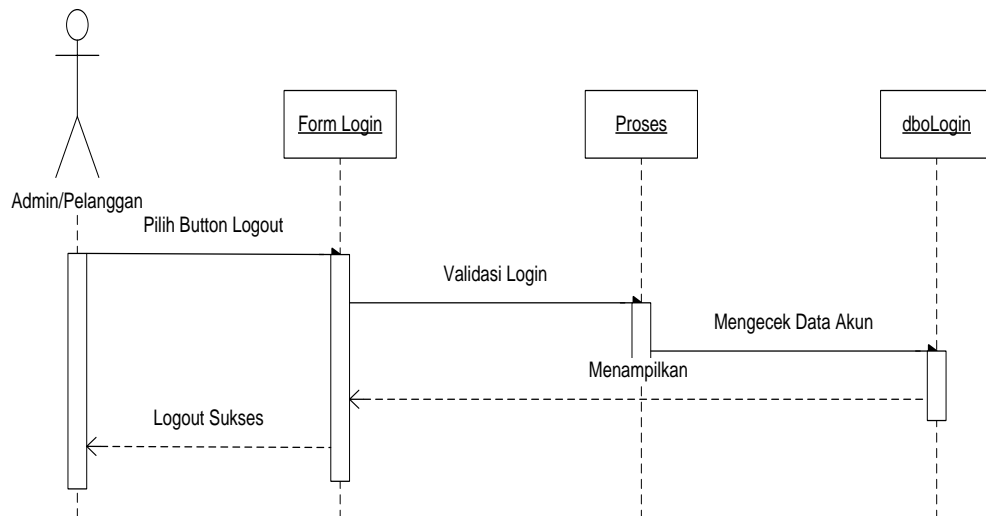 Form Login
Proses
dboLogin
Admin/Pelanggan
Pilih Button Logout
Validasi Login
Mengecek Data Akun
Menampilkan
Logout Sukses